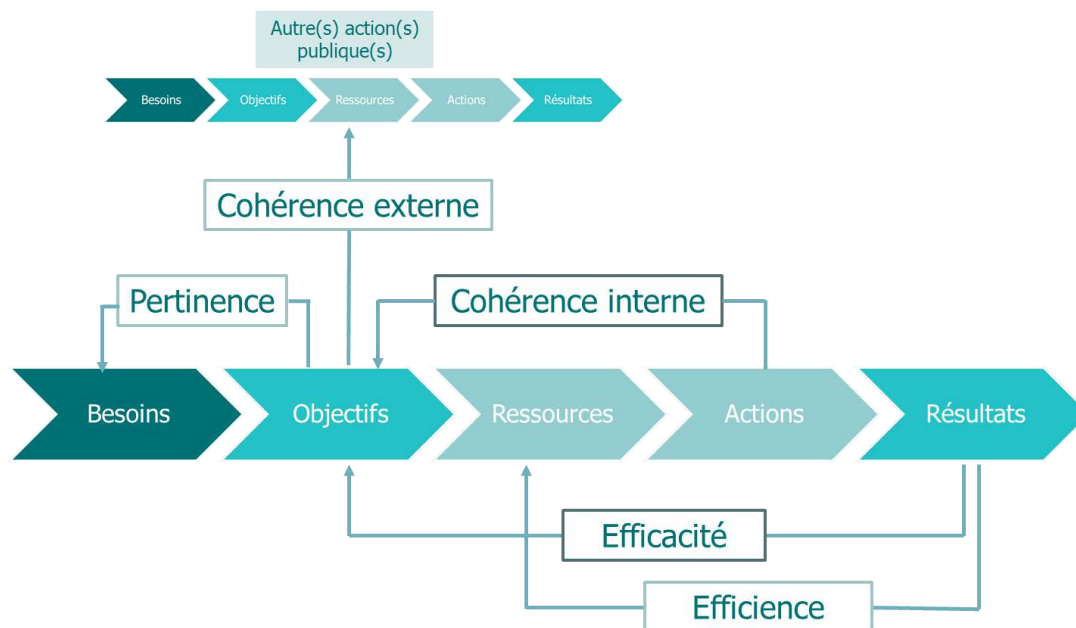 Autre(s) action(s)
publique(s)
Besoins
Objectifs
Ressources
Actions
Résultats
Cohérence externe
Pertinence
Cohérence interne
Besoins
Objectifs
Ressources
Actions
Résultats
Efficacité
Efficience